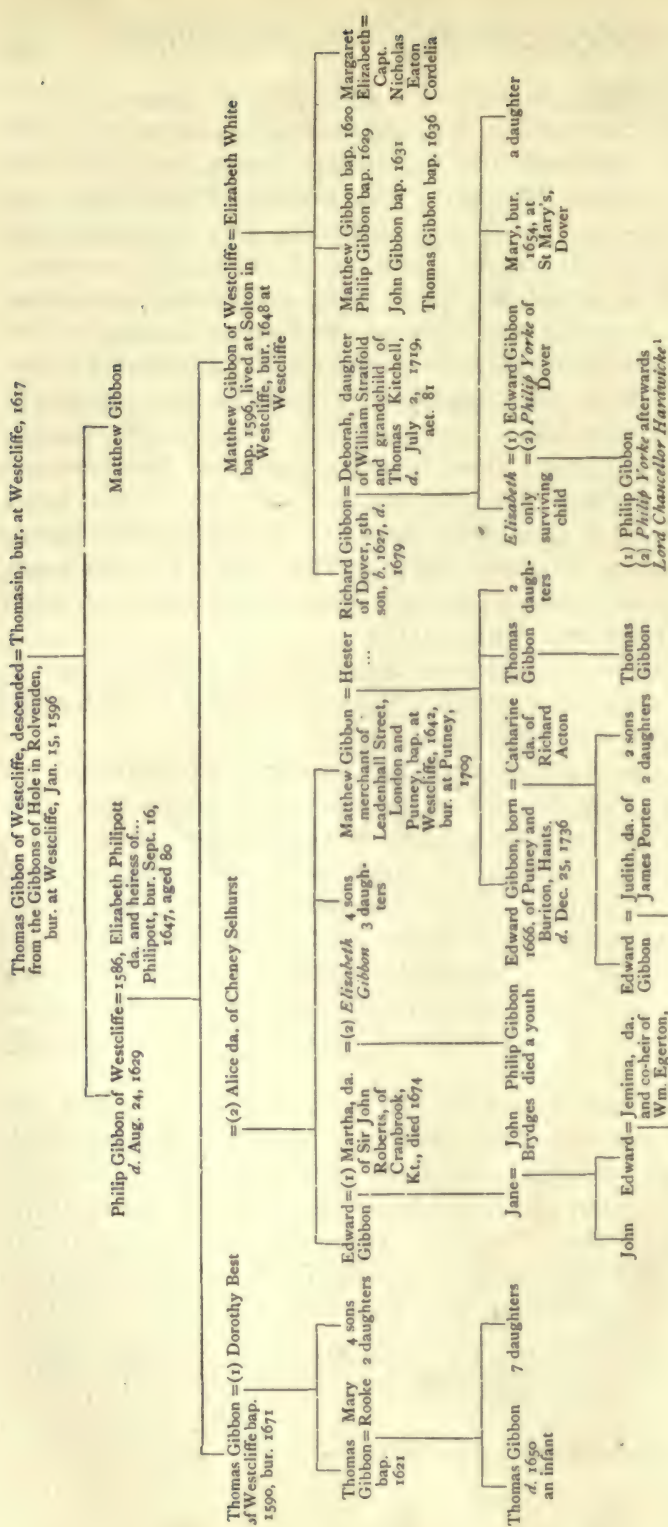 Thomas Gibbon of Westcliffe, descended = Thomasin, bur. at Westcliffe, 1617
from the Gibbons of Hole in Rolvenden,
bur. at Westcliffe, Jan. 15, 1596
Philip Gibbon of Westcliffe = 1586, Elizabeth Philipott
d. Aug. 24, 1629
da. and heiress of...
Philipott, bur. Sept. 16,
1647, aged 80
Matthew Gibbon
Thomas Gibbon = (1) Dorothy Best
of Westcliffe bap.
1590, bur. 1671
= (2) Alice da. of Cheney Selhurst
Matthew Gibbon of Westcliffe = Elizabeth White
bap. 1596, lived at Solton in
Westcliffe, bur. 1648 at
Westcliffe
Thomas Mary 4 sons
Gibbon = Rooke 2 daughters
bap.
1621
Edward = (1) Martha, da.
Gibbon of Sir John
Roberts, of
Cranbrook,
Kt., died 1674
= (2) Elizabeth
Gibbon
4 sons
3 daugh-
ters
Matthew Gibbon = Hester
merchant of ...
Leadenhall Street,
London and
Putney, bap. at
Westcliffe, 1642,
bur. at Putney,
1709
Richard Gibbon = Deborah, daughter
of Dover, 5th of William Stratfold
son, b. 1627, d. and grandchild of
1679 Thomas Kitchell,
d. July 2, 1719,
aet. 81
Matthew Gibbon bap. 1620
Philip Gibbon bap. 1629
John Gibbon bap. 1631
Thomas Gibbon bap. 1636
Margaret
Elizabeth =
Capt.
Nicholas
Eaton
Cordelia
Thomas Gibbon 7 daughters
d. 1650
an infant
Jane = John
Brydges
Philip Gibbon
died a youth
Edward Gibbon, born = Catharine
1666, of Putney and da. of
Buriton, Hants. Richard
d. Dec. 25, 1736 Acton
Thomas
Gibbon
2
daugh-
ters
Elizabeth = (1) Edward Gibbon
only = (2) Philip Yorke of
surviving Dover
child
Mary, bur.
1654, at
St Mary's,
Dover
a daughter
John Edward = Jemima, da.
and co-heir of
Wm. Egerton,
Edward = Judith, da. of
Gibbon James Porten
2 sons
2 daughters
Thomas
Gibbon
(1) Philip Gibbon
(2) Philip Yorke afterwards
Lord Chancellor Hardwicke1